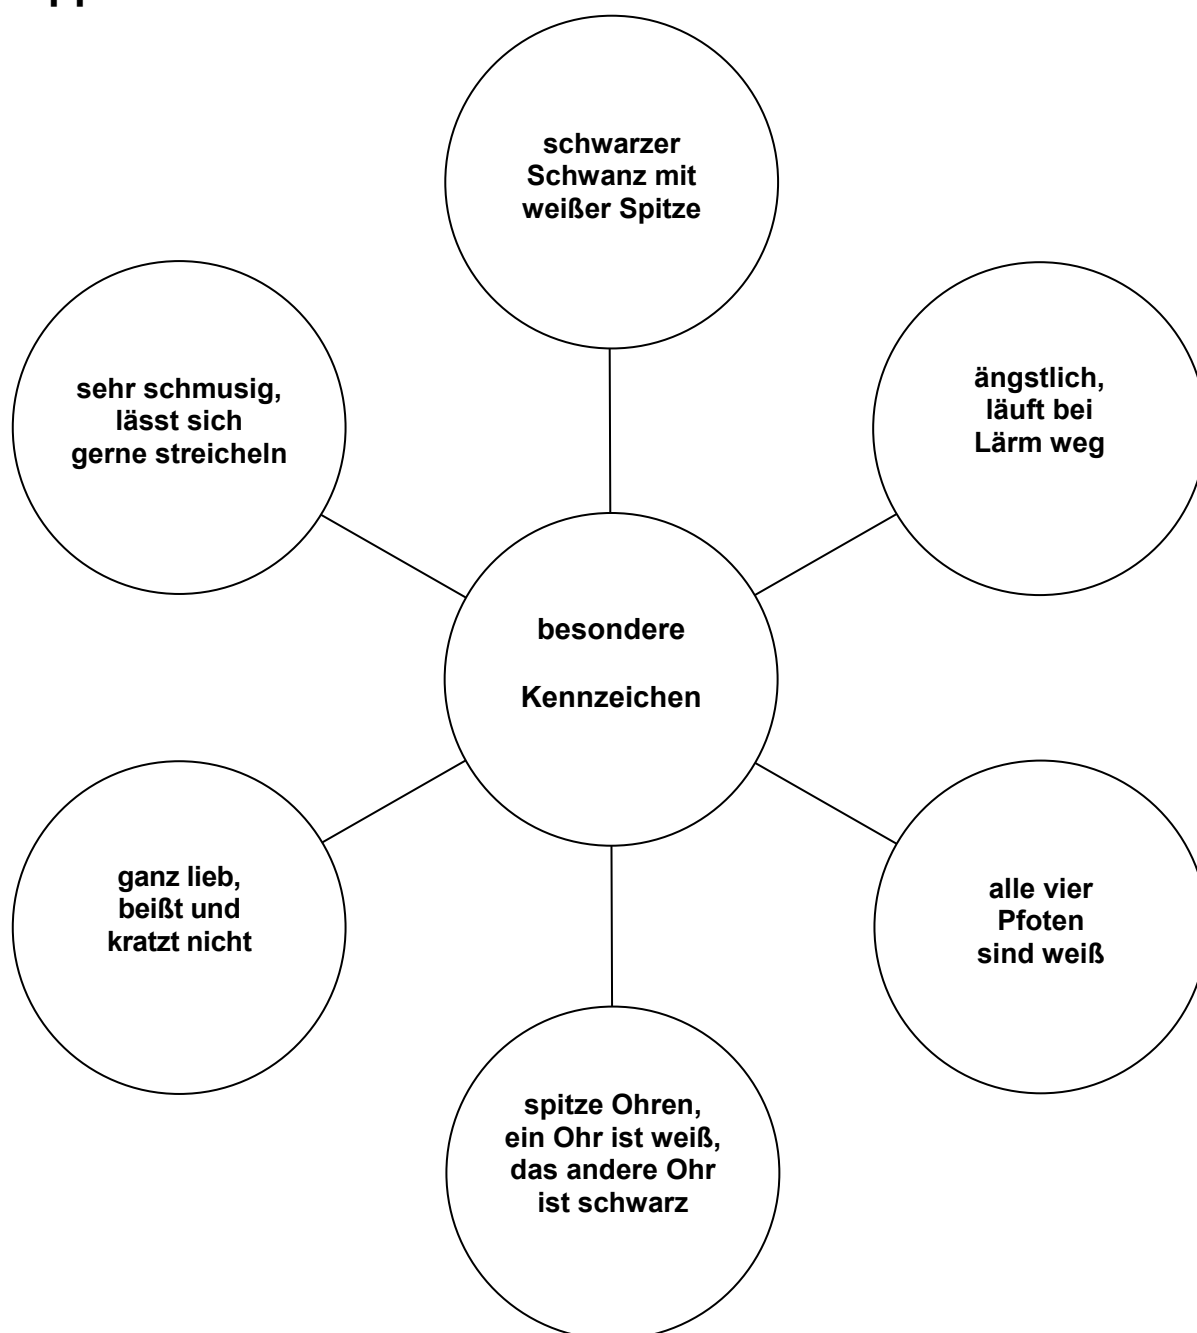 schwarzer
Schwanz mit
weißer Spitze
sehr schmusig,
lässt sich
gerne streicheln
ängstlich,
läuft bei
Lärm weg
besondere
Kennzeichen
ganz lieb,
beißt und
kratzt nicht
alle vier
Pfoten
sind weiß
spitze Ohren,
ein Ohr ist weiß,
das andere Ohr
ist schwarz